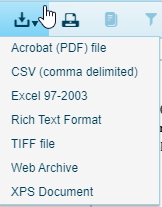 Acrobat (PDF) file
CSV (comma delimited)
Excel 97-2003
Rich Text Format
TIFF file
Web Archive
XPS Document